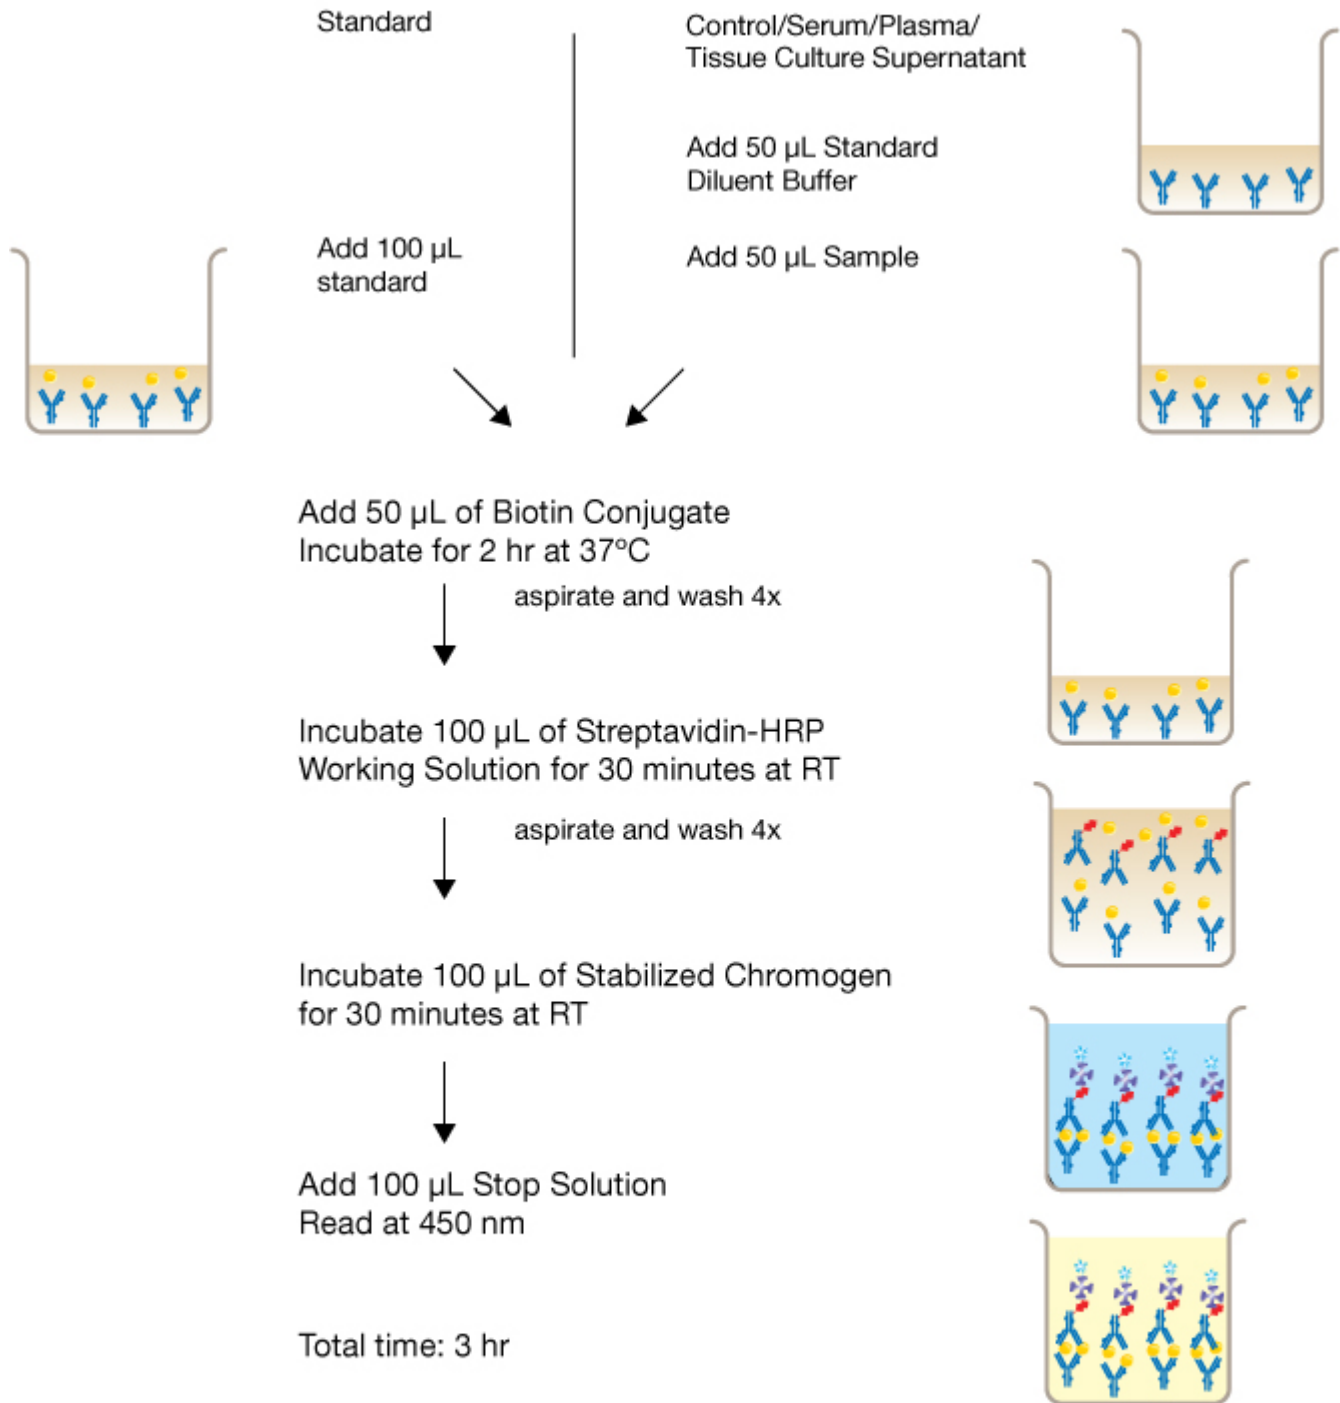 Standard
Control/Serum/Plasma/
Tissue Culture Supernatant
Add 50 µL Standard
Diluent Buffer
Add 100 µL
standard
Add 50 µL Sample
Add 50 µL of Biotin Conjugate
Incubate for 2 hr at 37ºC
aspirate and wash 4x
Incubate 100 µL of Streptavidin-HRP
Working Solution for 30 minutes at RT
aspirate and wash 4x
Incubate 100 µL of Stabilized Chromogen
for 30 minutes at RT
Add 100 µL Stop Solution
Read at 450 nm
Total time: 3 hr